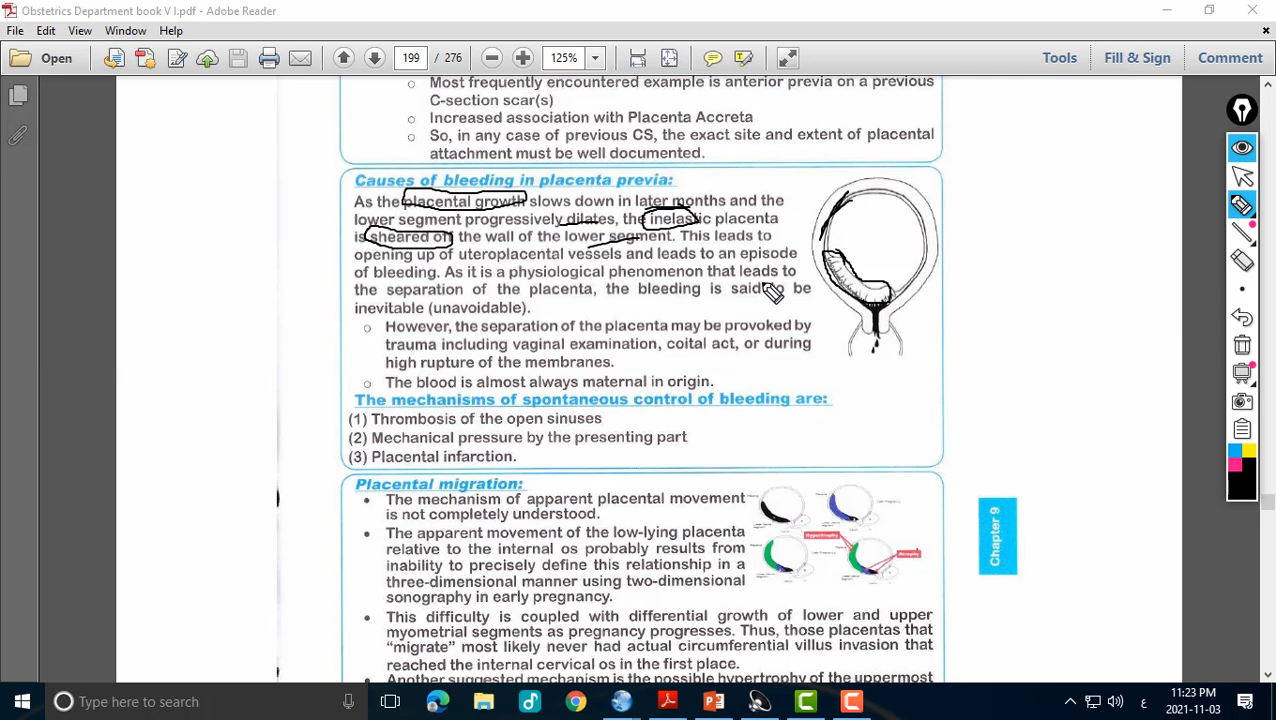 Obstetrics Department book V I.pdf - Adobe Reader
File Edit View Window Help
Open 199 / 276 125% Tools Fill & Sign Comment
Most frequently encountered example is anterior previa on a previous
C-section scar(s)
Increased association with Placenta Accreta
So, in any case of previous CS, the exact site and extent of placental
attachment must be well documented.
Causes of bleeding in placenta previa:
As the placental growth slows down in later months and the
lower segment progressively dilates, the inelastic placenta
is sheared off the wall of the lower segment. This leads to
opening up of uteroplacental vessels and leads to an episode
of bleeding. As it is a physiological phenomenon that leads to
the separation of the placenta, the bleeding is said to be
inevitable (unavoidable).
However, the separation of the placenta may be provoked by
trauma including vaginal examination, coital act, or during
high rupture of the membranes.
The blood is almost always maternal in origin.
The mechanisms of spontaneous control of bleeding are:
(1) Thrombosis of the open sinuses
(2) Mechanical pressure by the presenting part
(3) Placental infarction.
Placental migration:
• The mechanism of apparent placental movement
is not completely understood.
• The apparent movement of the low-lying placenta
relative to the internal os probably results from
inability to precisely define this relationship in a
three-dimensional manner using two-dimensional
sonography in early pregnancy.
Hypertrophy
Atrophy
• This difficulty is coupled with differential growth of lower and upper
myometrial segments as pregnancy progresses. Thus, those placentas that
"migrate" most likely never had actual circumferential villus invasion that
reached the internal cervical os in the first place.
• Another suggested mechanism is the possible hypertrophy of the uppermost
Chapter 9
Type here to search
ع 11:23 PM
2021-11-03